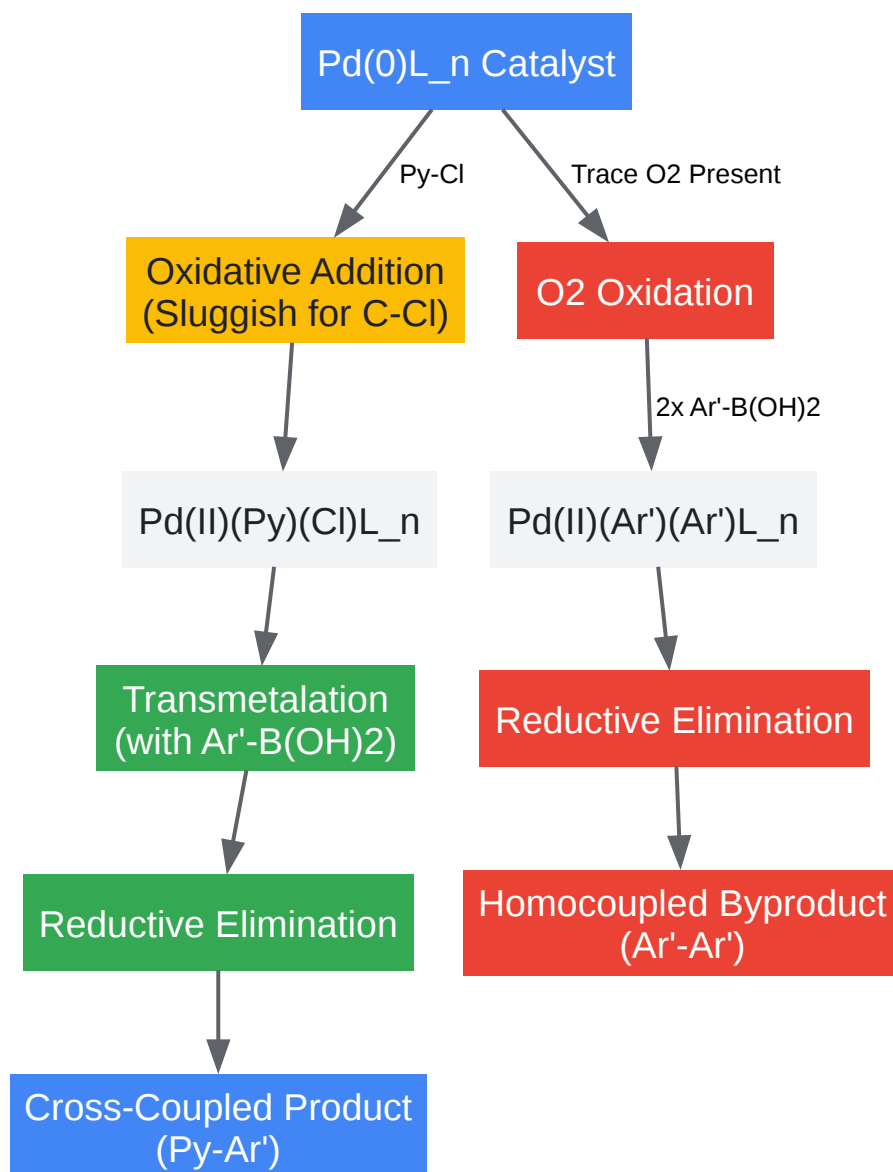 Pd(0)L_n Catalyst
Py-Cl
Trace O2 Present
Oxidative Addition
(Sluggish for C-Cl)
O2 Oxidation
2x Ar'-B(OH)2
Pd(II)(Py)(Cl)L_n
Pd(II)(Ar')(Ar')L_n
Transmetalation
(with Ar'-B(OH)2)
Reductive Elimination
Reductive Elimination
Homocoupled Byproduct
(Ar'-Ar')
Cross-Coupled Product
(Py-Ar')